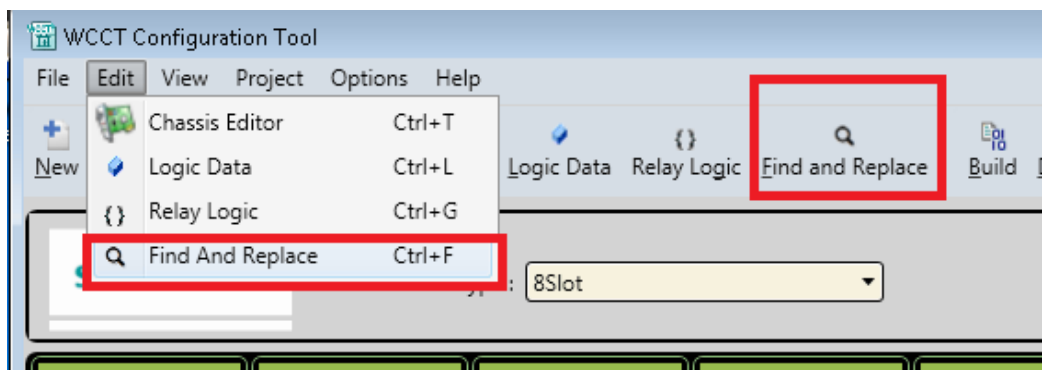 WCCT Configuration Tool
File Edit View Project Options Help
New
Chassis Editor Ctrl+T
Logic Data Ctrl+L
Relay Logic Ctrl+G
Find And Replace Ctrl+F
Logic Data Relay Logic Find and Replace Build
8Slot